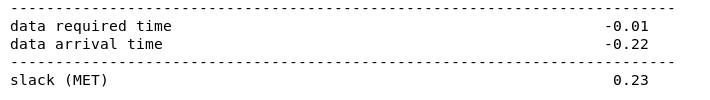 --------------------------------------------------------------------------
data required time                                                -0.01
data arrival time                                                 -0.22
--------------------------------------------------------------------------
slack (MET)                                                        0.23